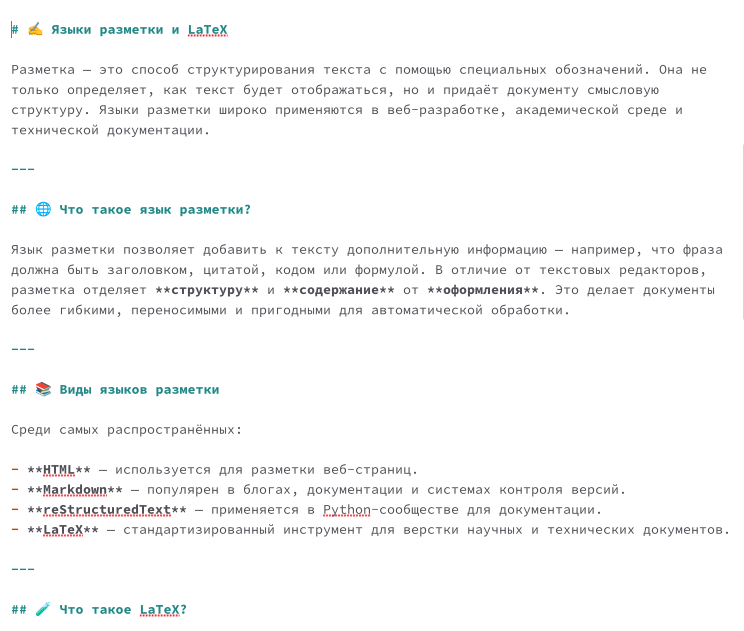 # ✍️ Языки разметки и LaTeX
Разметка — это способ структурирования текста с помощью специальных обозначений. Она не
только определяет, как текст будет отображаться, но и придаёт документу смысловую
структуру. Языки разметки широко применяются в веб-разработке, академической среде и
технической документации.
---
## 🌐 Что такое язык разметки?
Язык разметки позволяет добавить к тексту дополнительную информацию — например, что фраза
должна быть заголовком, цитатой, кодом или формулой. В отличие от текстовых редакторов,
разметка отделяет **структуру** и **содержание** от **оформления**. Это делает документы
более гибкими, переносимыми и пригодными для автоматической обработки.
---
## 📚 Виды языков разметки
Среди самых распространённых:
- **HTML** — используется для разметки веб-страниц.
- **Markdown** — популярен в блогах, документации и системах контроля версий.
- **reStructuredText** — применяется в Python-сообществе для документации.
- **LaTeX** — стандартизированный инструмент для верстки научных и технических документов.
---
## 🧪 Что такое LaTeX?